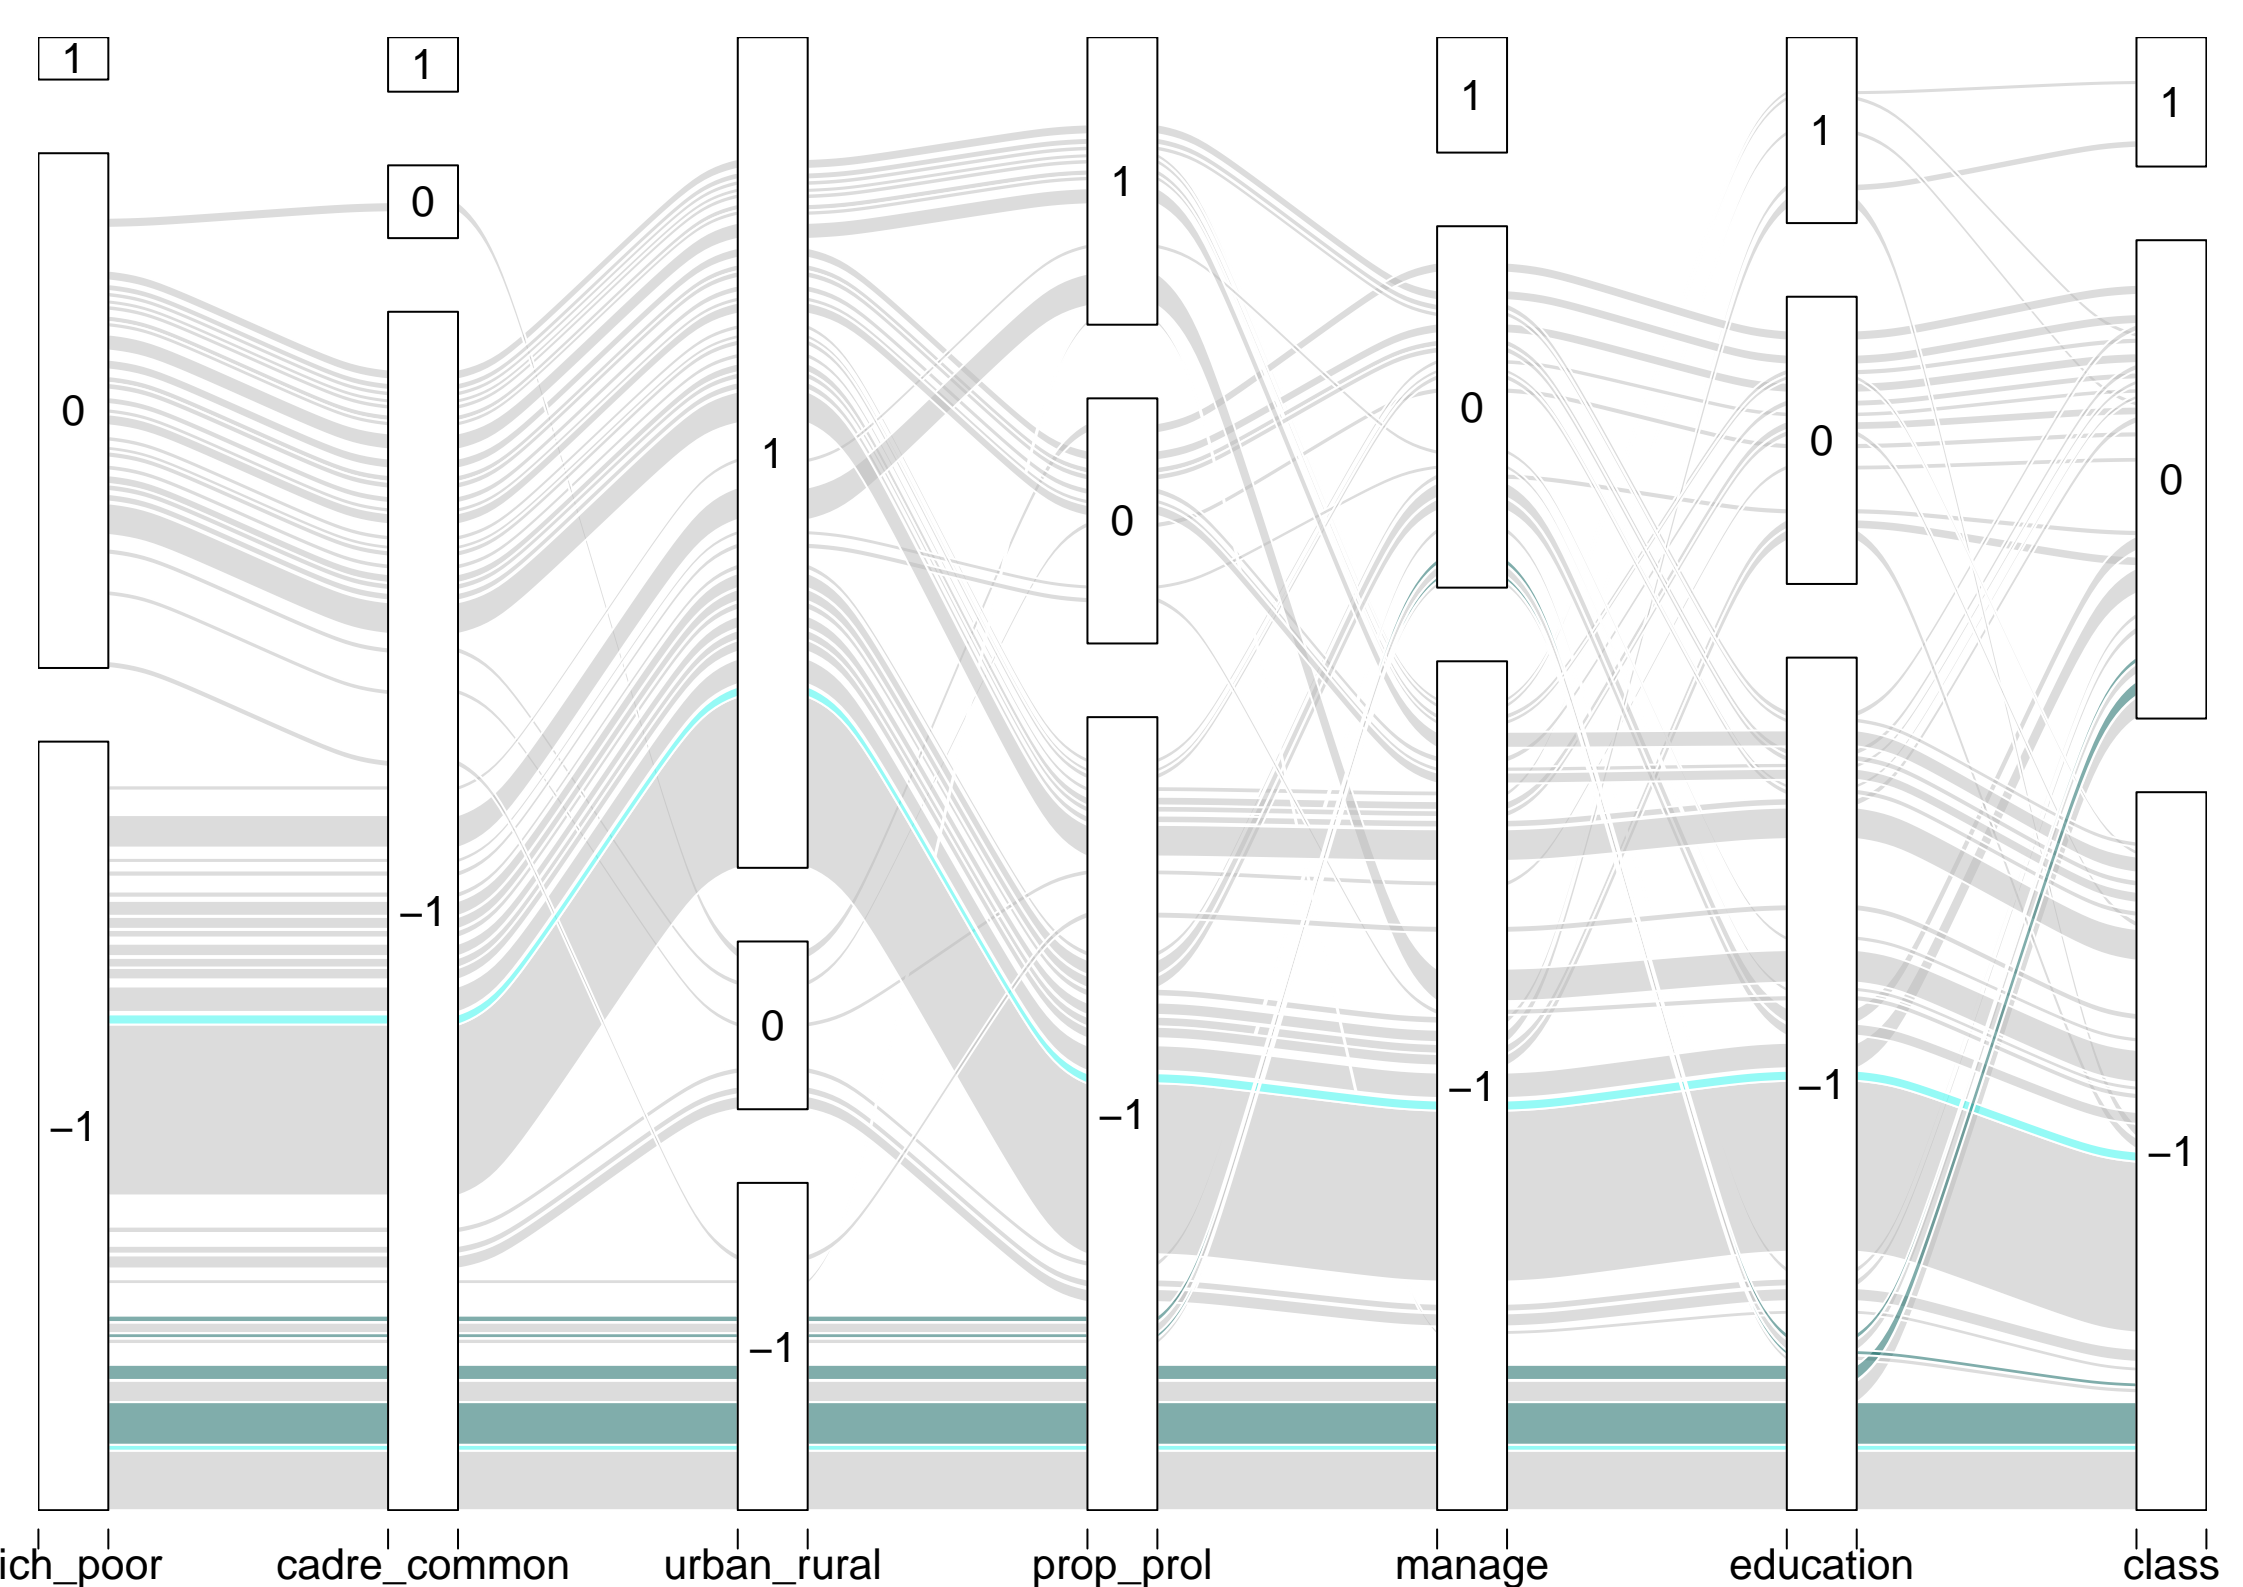 1 1 1 1 1
0 0 1 0 0
0 1 0 0
−1 0 −1 −1 −1 −1
−1 −1
ich_poor cadre_common urban_rural prop_prol manage education class